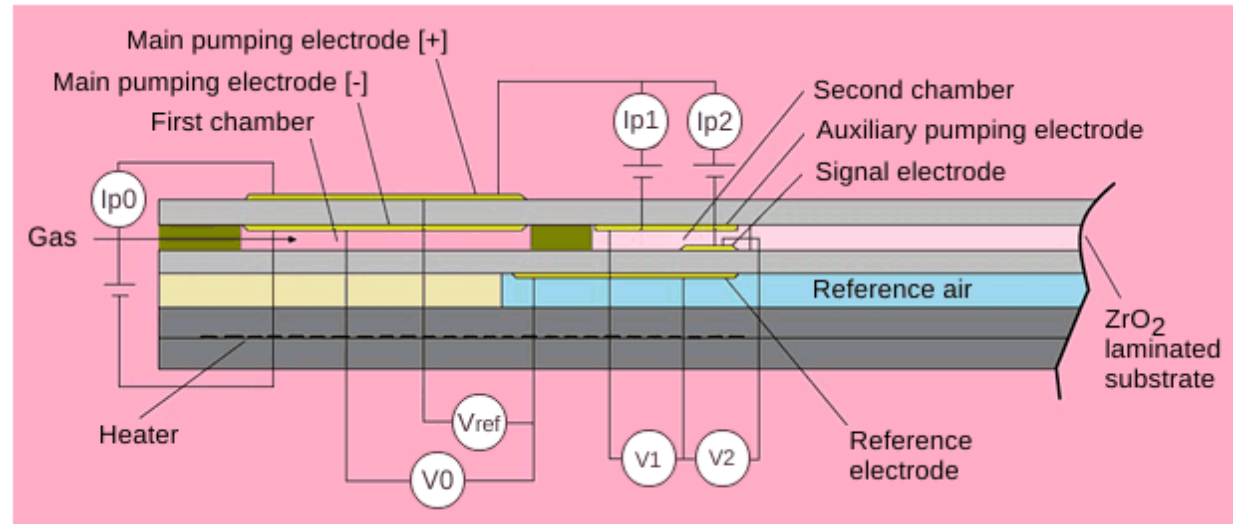 Main pumping electrode [+]
Main pumping electrode [-]
First chamber
Ip1
Ip2
Second chamber
Auxiliary pumping electrode
Signal electrode
Ip0
Gas
Reference air
ZrO2
laminated
substrate
Heater
Vref
V0
V1
V2
Reference
electrode